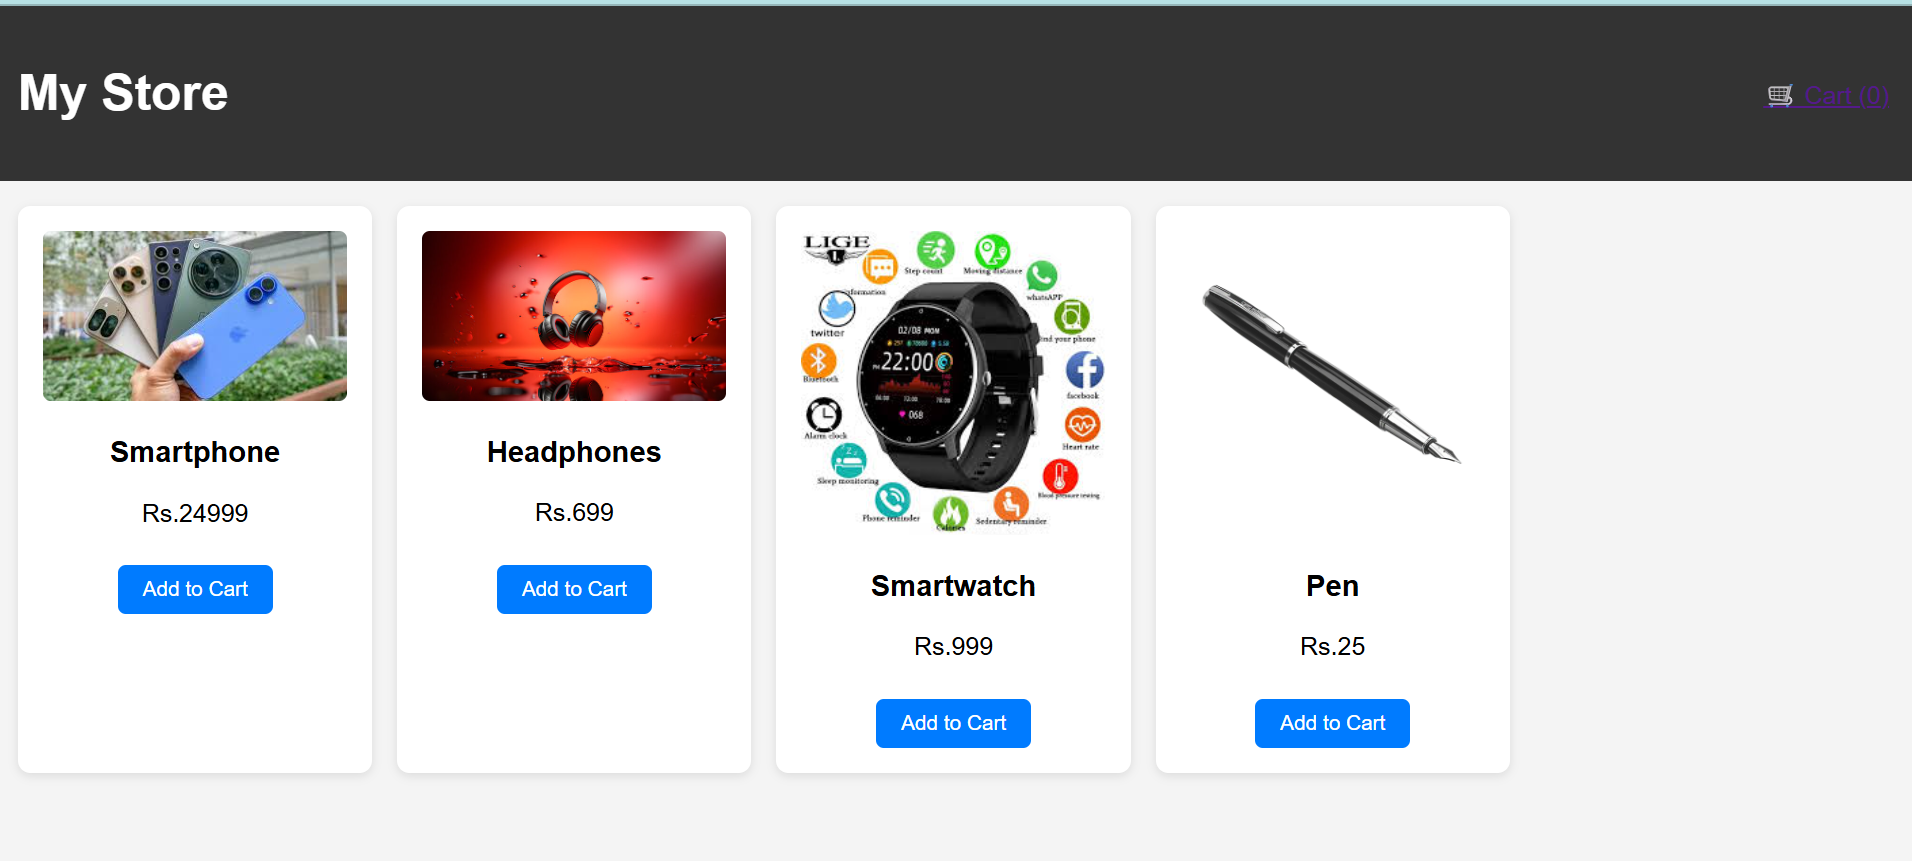 My Store
🛒 Cart (0)
Smartphone
Rs.24999
Add to Cart
Headphones
Rs.699
Add to Cart
LIGE
Step count
Moving distance
information
whatsAPP
twitter
find your phone
02/08 MON
22:00
Bluetooth
facebook
068
Alarm clock
Heart rate
Sleep monitoring
Blood pressure testing
Phone reminder
Calories
Sedentary reminder
Smartwatch
Rs.999
Add to Cart
Pen
Rs.25
Add to Cart